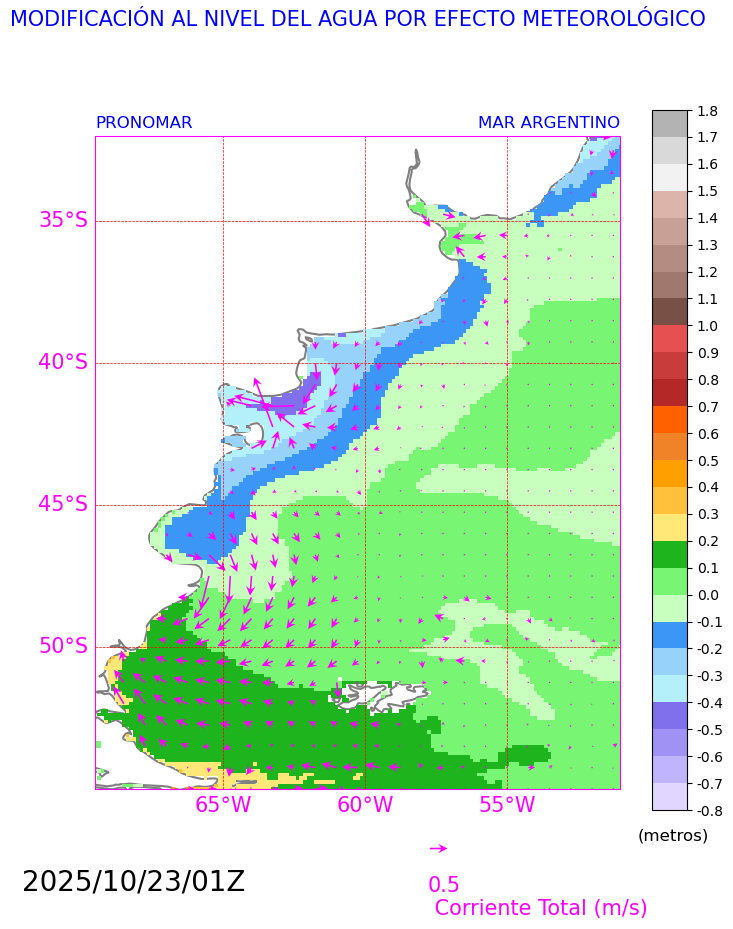 MODIFICACIÓN AL NIVEL DEL AGUA POR EFECTO METEOROLÓGICO
PRONOMAR MAR ARGENTINO
1.8
1.7
1.6
1.5
1.4
1.3
1.2
1.1
1.0
0.9
0.8
0.7
0.6
0.5
0.4
0.3
0.2
0.1
0.0
-0.1
-0.2
-0.3
-0.4
-0.5
-0.6
-0.7
-0.8
(metros)
35°S
40°S
45°S
50°S
65°W 60°W 55°W
2025/10/23/01Z
0.5
Corriente Total (m/s)